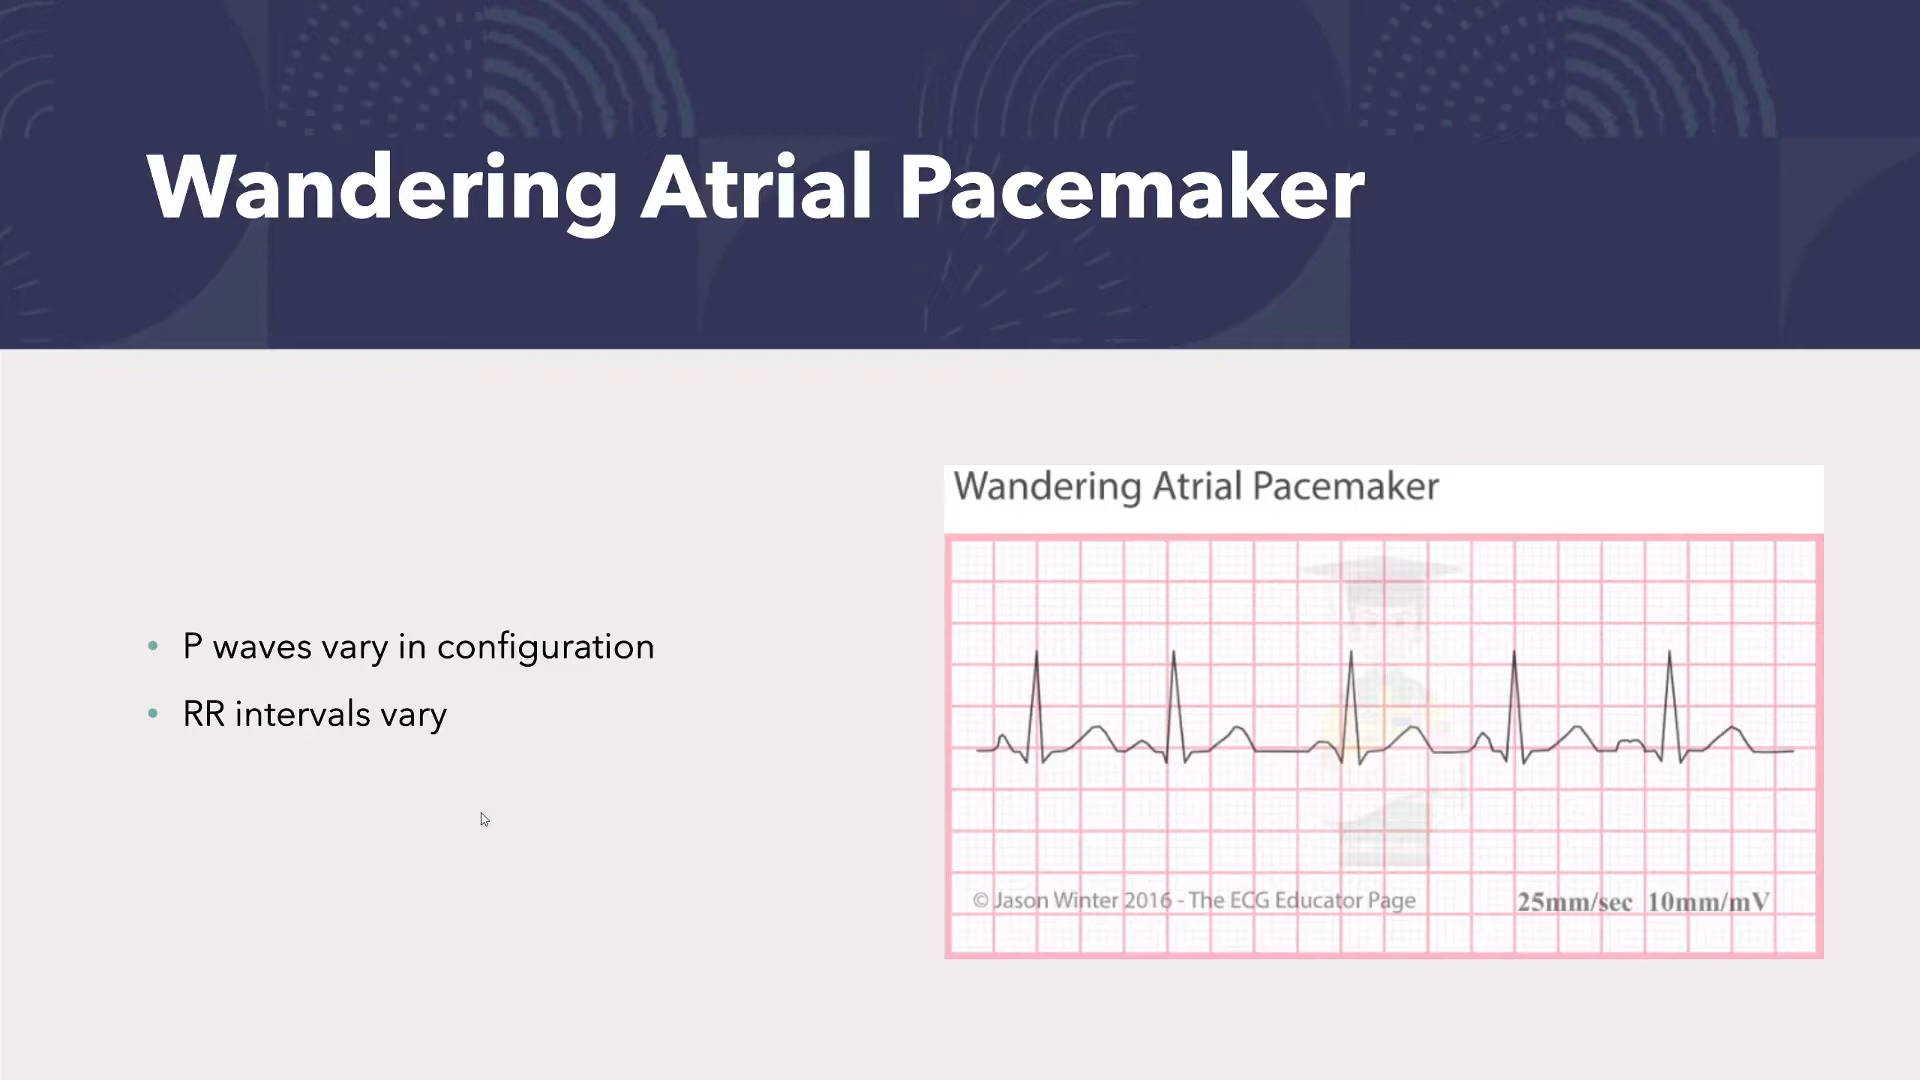 Wandering Atrial Pacemaker
• P waves vary in configuration
• RR intervals vary
Wandering Atrial Pacemaker
© Jason Winter 2016 - The ECG Educator Page
25mm/sec 10mm/mV